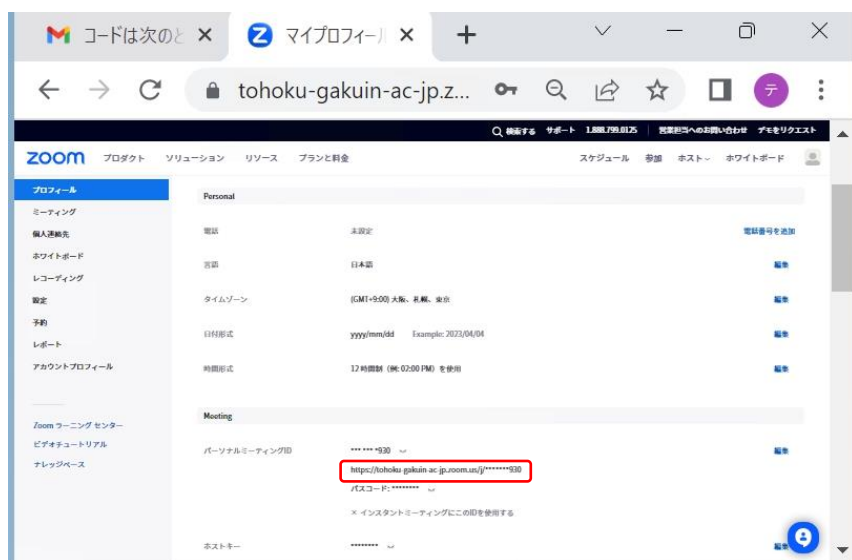 コードは次のと
マイプロフィール
tohoku-gakuin-ac-jp.z...
テ
検索する サポート 1.888.799.0125 営業担当へのお問い合わせ デモをリクエスト
zoom プロダクト ソリューション リソース プランと料金 スケジュール 参加 ホスト ホワイトボード
プロフィール
ミーティング
個人連絡先
ホワイトボード
レコーディング
設定
予約
レポート
アカウントプロフィール
Zoom ラーニング センター
ビデオチュートリアル
ナレッジベース
Personal
電話 未設定 電話番号を追加
言語 日本語 編集
タイムゾーン (GMT+9:00) 大阪、札幌、東京 編集
日付形式 yyyy/mm/dd Example: 2023/04/04 編集
時間形式 12 時間制 (例: 02:00 PM) を使用 編集
Meeting
パーソナルミーティングID *** *** *930 編集
https://tohoku-gakuin-ac-jp.zoom.us/j/*******930
パスコード: ********
× インスタントミーティングにこのIDを使用する
ホストキー ******** 編集